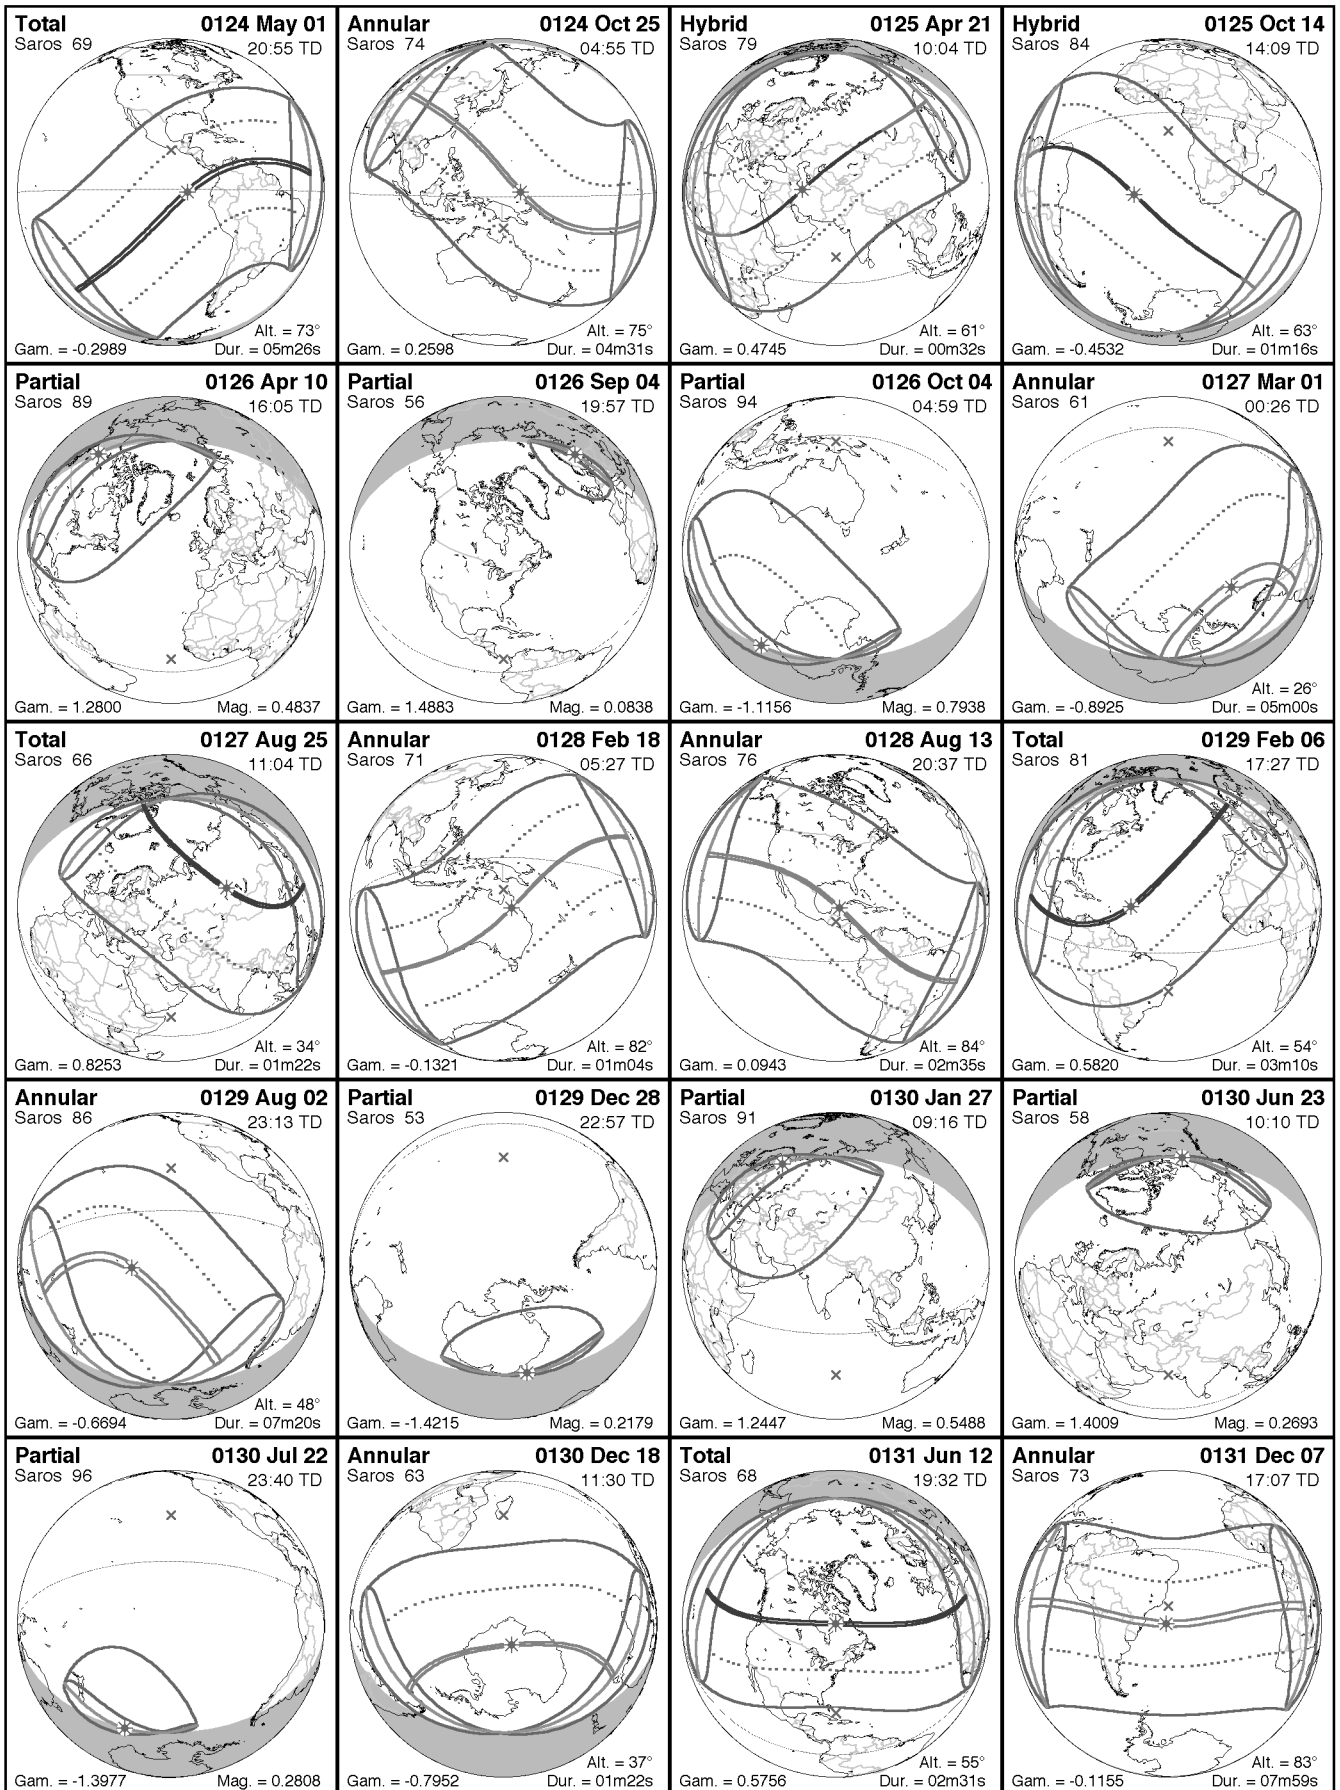 Total 0124 May 01
Saros 69 20:55 TD
Alt. = 73°
Gam. = -0.2989 Dur. = 05m26s
Annular 0124 Oct 25
Saros 74 04:55 TD
Alt. = 75°
Gam. = 0.2598 Dur. = 04m31s
Hybrid 0125 Apr 21
Saros 79 10:04 TD
Alt. = 61°
Gam. = 0.4745 Dur. = 00m32s
Hybrid 0125 Oct 14
Saros 84 14:09 TD
Alt. = 63°
Gam. = -0.4532 Dur. = 01m16s
Partial 0126 Apr 10
Saros 89 16:05 TD
Gam. = 1.2800 Mag. = 0.4837
Partial 0126 Sep 04
Saros 56 19:57 TD
Gam. = 1.4883 Mag. = 0.0838
Partial 0126 Oct 04
Saros 94 04:59 TD
Gam. = -1.1156 Mag. = 0.7938
Annular 0127 Mar 01
Saros 61 00:26 TD
Alt. = 26°
Gam. = -0.8925 Dur. = 05m00s
Total 0127 Aug 25
Saros 66 11:04 TD
Alt. = 34°
Gam. = 0.8253 Dur. = 01m22s
Annular 0128 Feb 18
Saros 71 05:27 TD
Alt. = 82°
Gam. = -0.1321 Dur. = 01m04s
Annular 0128 Aug 13
Saros 76 20:37 TD
Alt. = 84°
Gam. = 0.0943 Dur. = 02m35s
Total 0129 Feb 06
Saros 81 17:27 TD
Alt. = 54°
Gam. = 0.5820 Dur. = 03m10s
Annular 0129 Aug 02
Saros 86 23:13 TD
Alt. = 48°
Gam. = -0.6694 Dur. = 07m20s
Partial 0129 Dec 28
Saros 53 22:57 TD
Gam. = -1.4215 Mag. = 0.2179
Partial 0130 Jan 27
Saros 91 09:16 TD
Gam. = 1.2447 Mag. = 0.5488
Partial 0130 Jun 23
Saros 58 10:10 TD
Gam. = 1.4009 Mag. = 0.2693
Partial 0130 Jul 22
Saros 96 23:40 TD
Gam. = -1.3977 Mag. = 0.2808
Annular 0130 Dec 18
Saros 63 11:30 TD
Alt. = 37°
Gam. = -0.7952 Dur. = 01m22s
Total 0131 Jun 12
Saros 68 19:32 TD
Alt. = 55°
Gam. = 0.5756 Dur. = 02m31s
Annular 0131 Dec 07
Saros 73 17:07 TD
Alt. = 83°
Gam. = -0.1155 Dur. = 07m59s